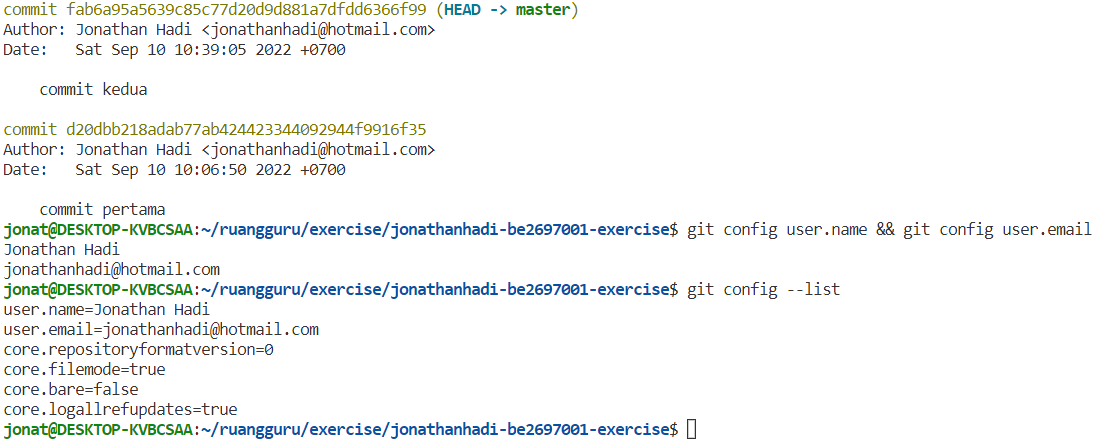 commit fab6a95a5639c85c77d20d9d881a7dfdd6366f99 (HEAD -> master)
Author: Jonathan Hadi <jonathanhadi@hotmail.com>
Date:   Sat Sep 10 10:39:05 2022 +0700

    commit kedua

commit d20dbb218adab77ab424423344092944f9916f35
Author: Jonathan Hadi <jonathanhadi@hotmail.com>
Date:   Sat Sep 10 10:06:50 2022 +0700

    commit pertama
jonat@DESKTOP-KVBCSAA:~/ruangguru/exercise/jonathanhadi-be2697001-exercise$ git config user.name && git config user.email
Jonathan Hadi
jonathanhadi@hotmail.com
jonat@DESKTOP-KVBCSAA:~/ruangguru/exercise/jonathanhadi-be2697001-exercise$ git config --list
user.name=Jonathan Hadi
user.email=jonathanhadi@hotmail.com
core.repositoryformatversion=0
core.filemode=true
core.bare=false
core.logallrefupdates=true
jonat@DESKTOP-KVBCSAA:~/ruangguru/exercise/jonathanhadi-be2697001-exercise$